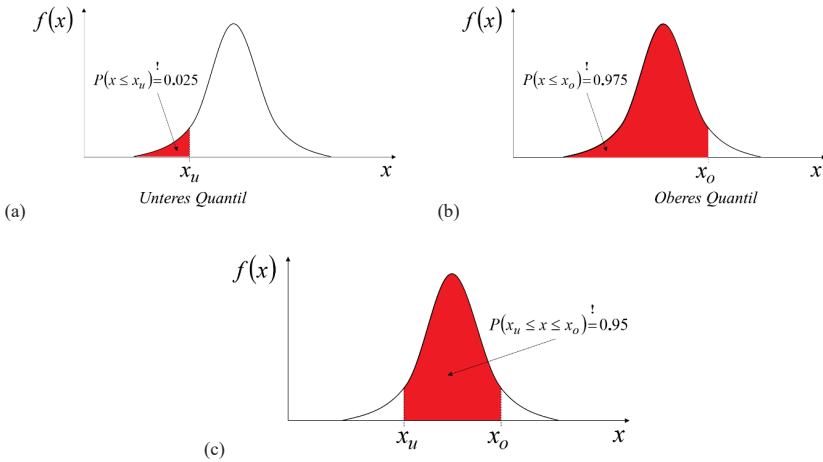 f(x)
P(x ≤ x_u) =! 0.025
x_u
x
Unteres Quantil
(a)
f(x)
P(x ≤ x_o) =! 0.975
x_o
x
Oberes Quantil
(b)
f(x)
P(x_u ≤ x ≤ x_o) =! 0.95
x_u
x_o
x
(c)